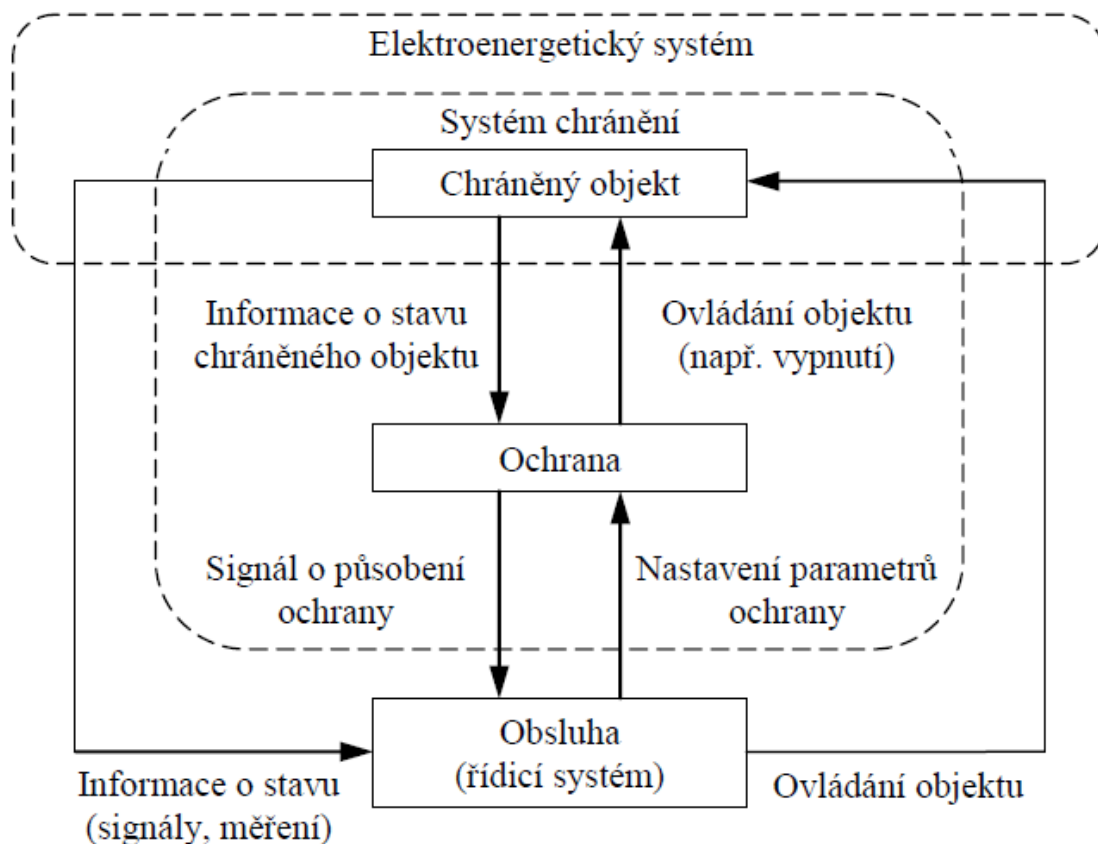 Elektroenergetický systém
Systém chránění
Chráněný objekt
Informace o stavu
chráněného objektu
Ovládání objektu
(např. vypnutí)
Ochrana
Signál o působení
ochrany
Nastavení parametrů
ochrany
Obsluha
(řídicí systém)
Informace o stavu
(signály, měření)
Ovládání objektu